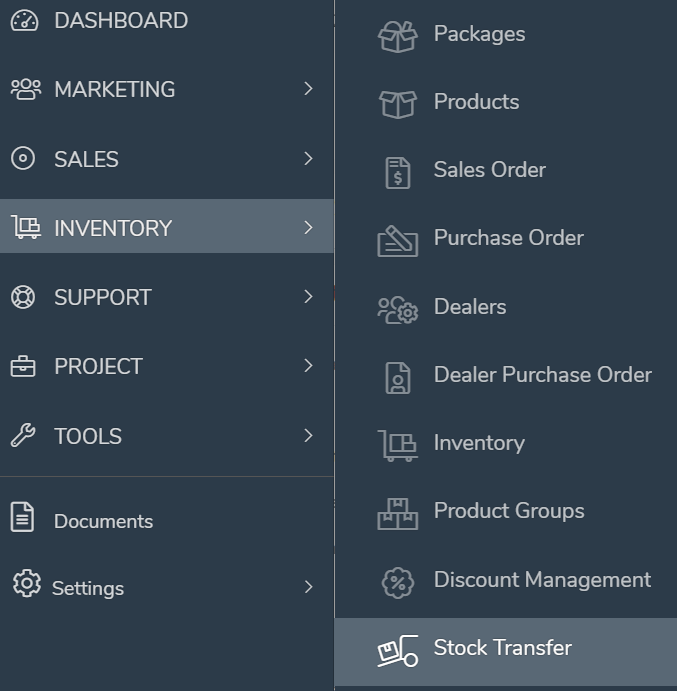 DASHBOARD
MARKETING
SALES
INVENTORY
SUPPORT
PROJECT
TOOLS
Documents
Settings
Packages
Products
Sales Order
Purchase Order
Dealers
Dealer Purchase Order
Inventory
Product Groups
Discount Management
Stock Transfer